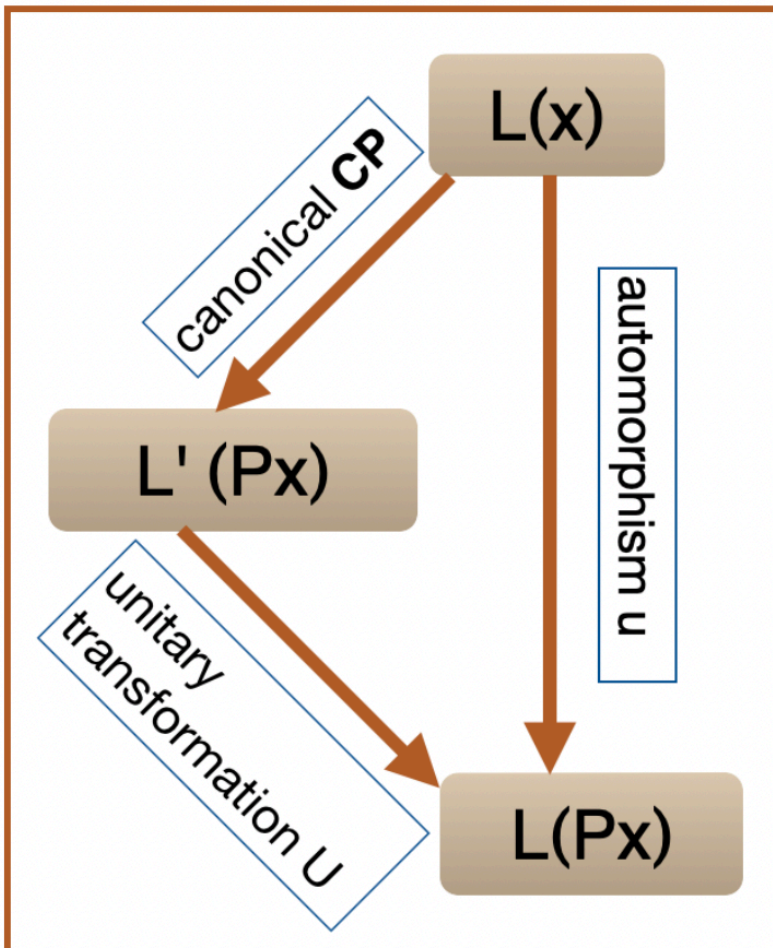 L(x)
canonical CP
automorphism u
L' (Px)
unitary
transformation U
L(Px)